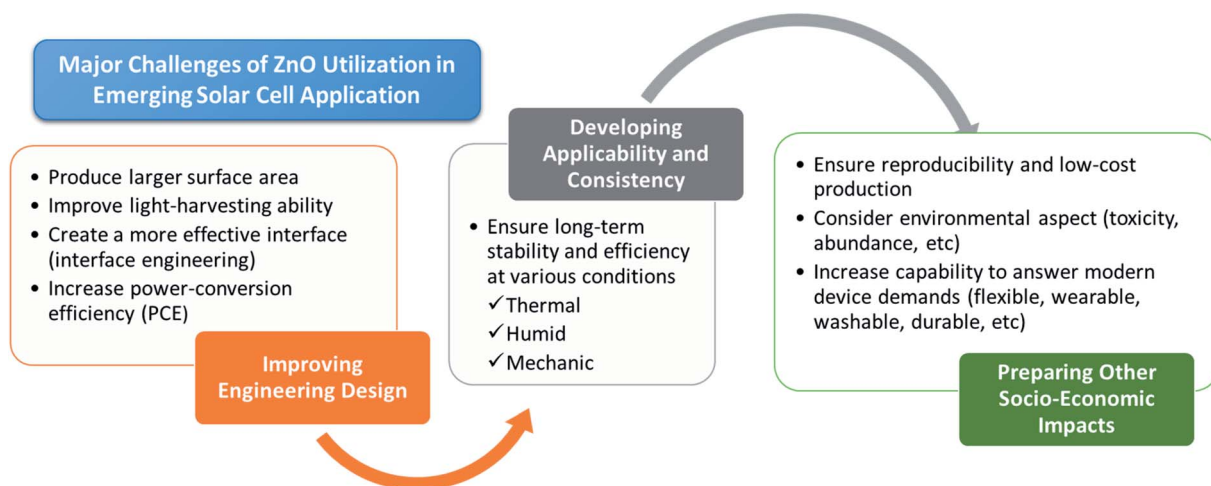 Major Challenges of ZnO Utilization in
Emerging Solar Cell Application
• Produce larger surface area
• Improve light-harvesting ability
• Create a more effective interface
(interface engineering)
• Increase power-conversion
efficiency (PCE)
Improving
Engineering Design
Developing
Applicability and
Consistency
• Ensure long-term
stability and efficiency
at various conditions
✓Thermal
✓Humid
✓Mechanic
• Ensure reproducibility and low-cost
production
• Consider environmental aspect (toxicity,
abundance, etc)
• Increase capability to answer modern
device demands (flexible, wearable,
washable, durable, etc)
Preparing Other
Socio-Economic
Impacts